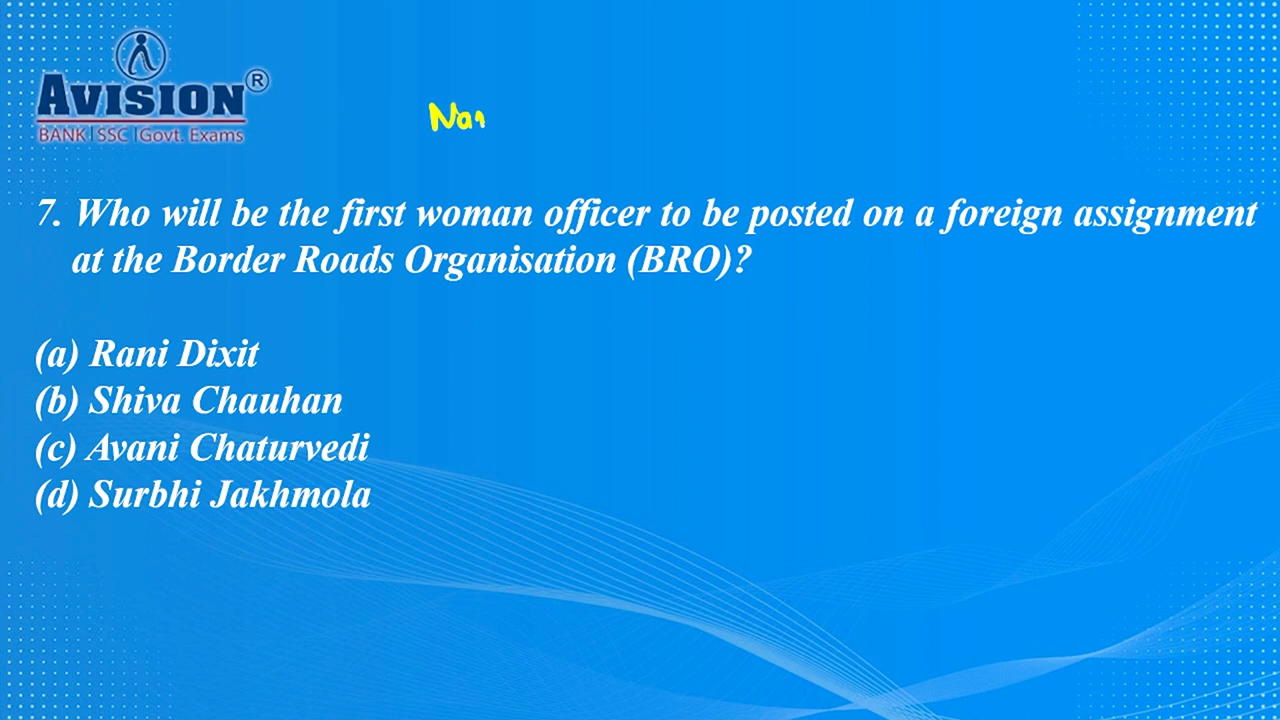 AVISION®
BANK | SSC | Govt. Exams
7. Who will be the first woman officer to be posted on a foreign assignment
at the Border Roads Organisation (BRO)?
(a) Rani Dixit
(b) Shiva Chauhan
(c) Avani Chaturvedi
(d) Surbhi Jakhmola